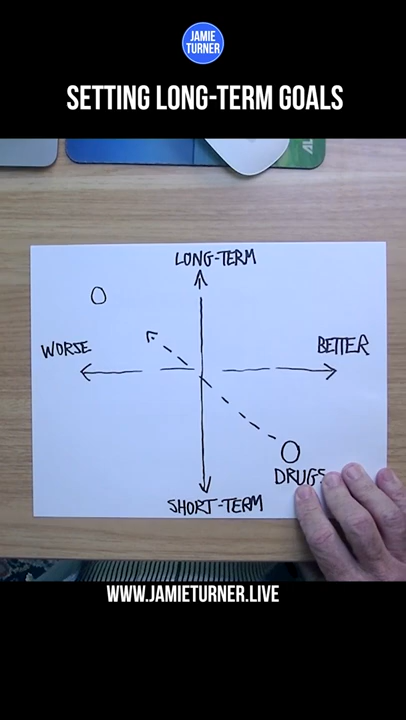 JAMIE
TURNER
SETTING LONG-TERM GOALS
LONG-TERM
WORSE
BETTER
DRUGS
SHORT-TERM
WWW.JAMIETURNER.LIVE